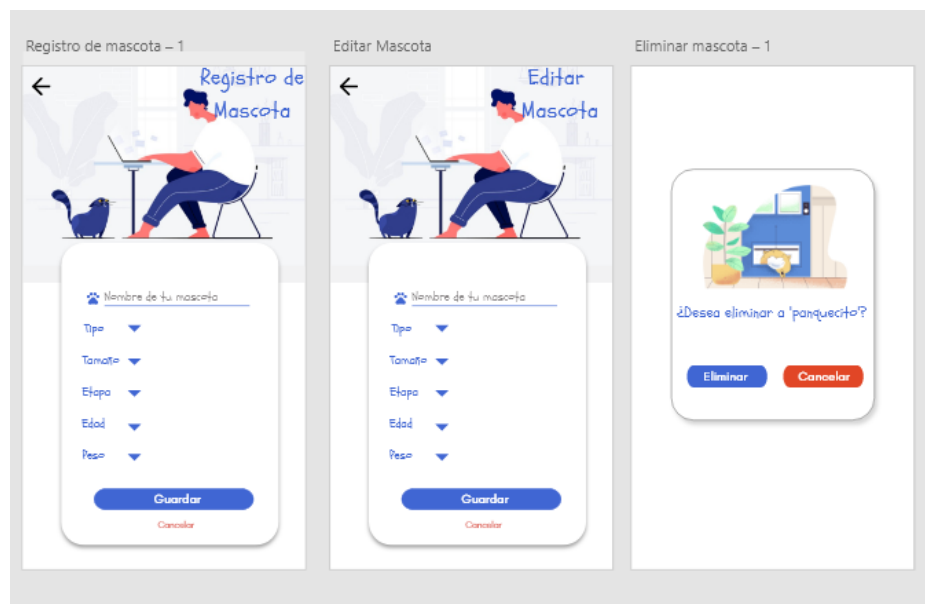 Registro de mascota – 1
Registro de
Mascota
Nombre de tu mascota
Tipo
Tamaño
Etapa
Edad
Peso
Guardar
Cancelar
Editar Mascota
Editar
Mascota
Nombre de tu mascota
Tipo
Tamaño
Etapa
Edad
Peso
Guardar
Cancelar
Eliminar mascota – 1
¿Desea eliminar a 'panquecito'?
Eliminar
Cancelar